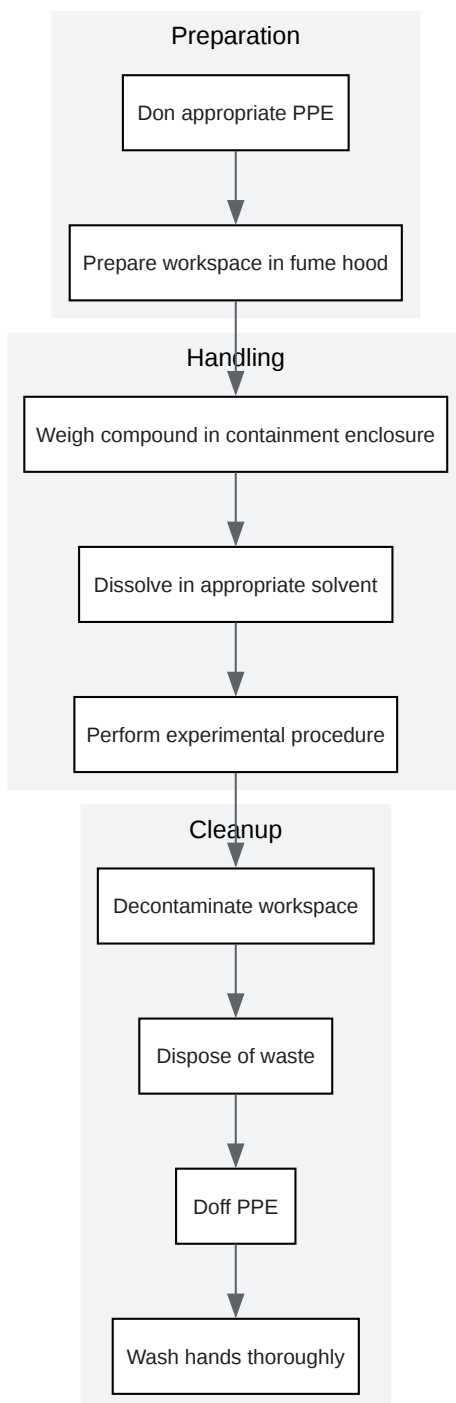 Preparation
Don appropriate PPE
Prepare workspace in fume hood
Handling
Weigh compound in containment enclosure
Dissolve in appropriate solvent
Perform experimental procedure
Cleanup
Decontaminate workspace
Dispose of waste
Doff PPE
Wash hands thoroughly